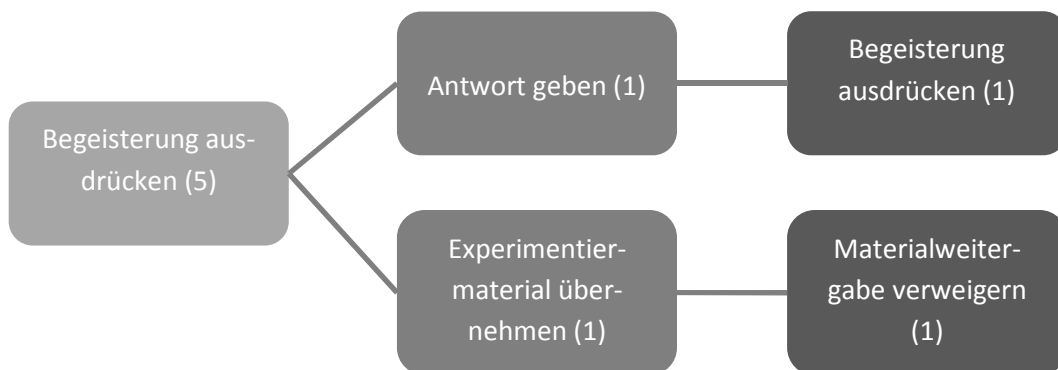 Begeisterung aus-
drücken (5)
Antwort geben (1)
Begeisterung
ausdrücken (1)
Experimentier-
material über-
nehmen (1)
Materialweiter-
gabe verweigern
(1)